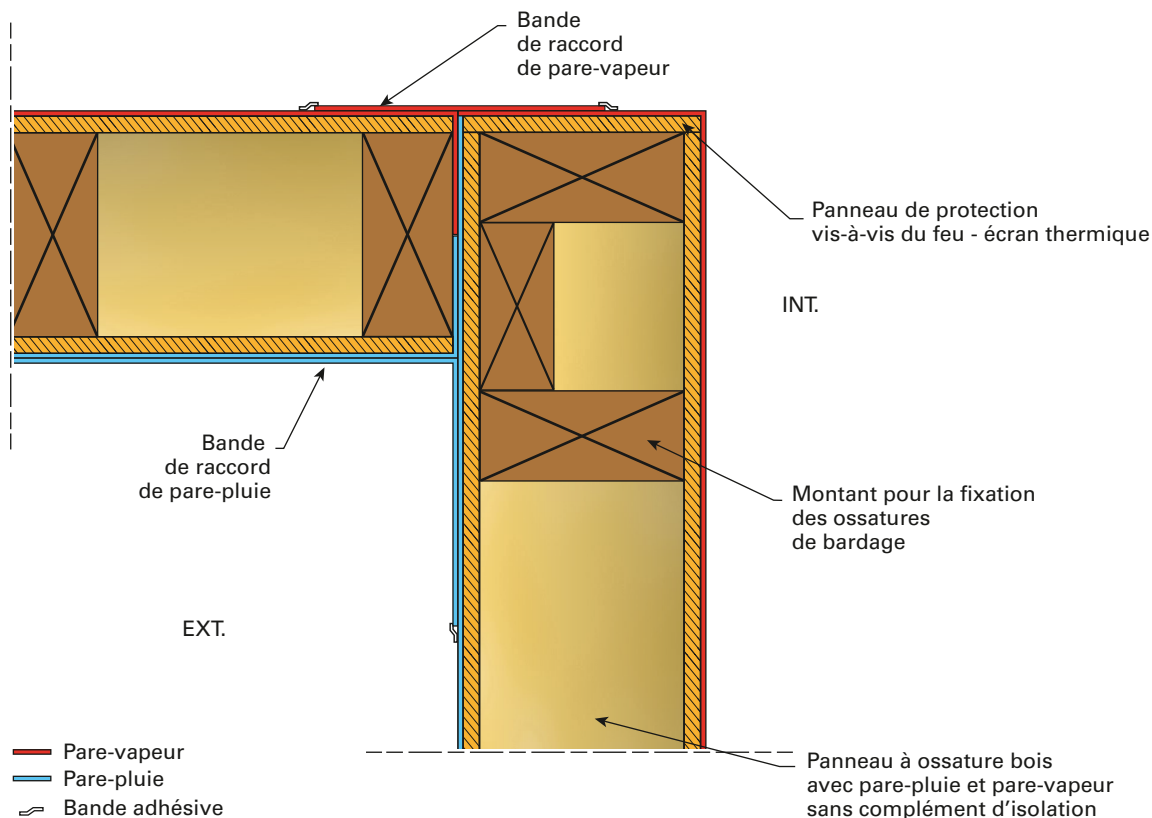 Bande
de raccord
de pare-vapeur
Panneau de protection
vis-à-vis du feu - écran thermique
INT.
Bande
de raccord
de pare-pluie
Montant pour la fixation
des ossatures
de bardage
EXT.
Pare-vapeur
Pare-pluie
Bande adhésive
Panneau à ossature bois
avec pare-pluie et pare-vapeur
sans complément d’isolation